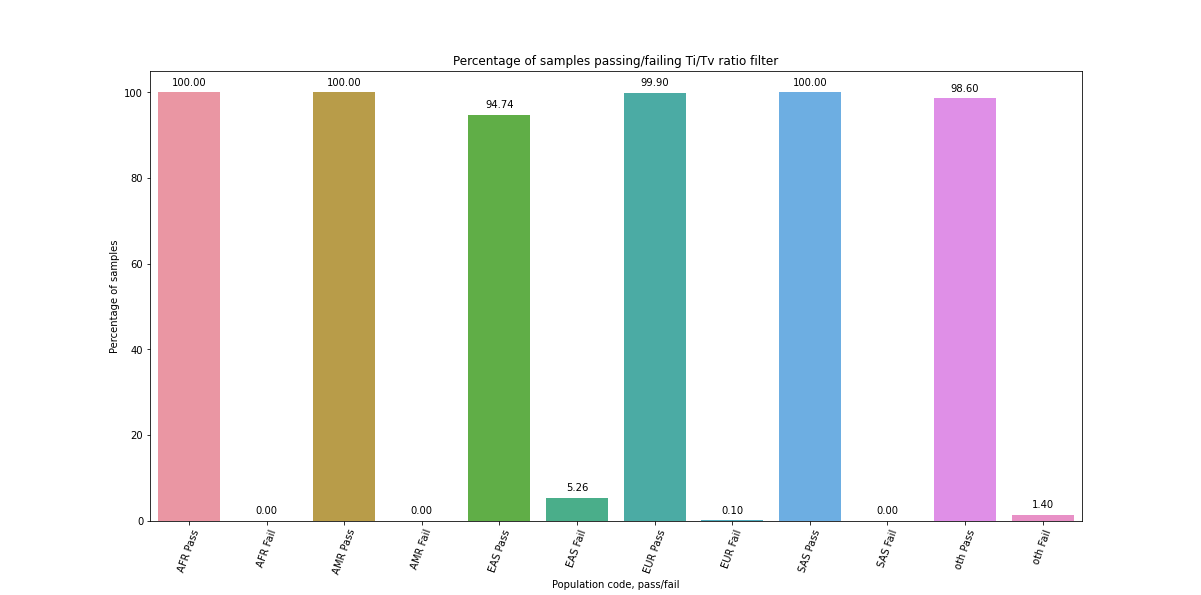 Percentage of samples passing/failing Ti/Tv ratio filter
100.00
0.00
100.00
0.00
94.74
5.26
99.90
0.10
100.00
0.00
98.60
1.40
Percentage of samples
100
80
60
40
20
0
AFR Pass
AFR Fail
AMR Pass
AMR Fail
EAS Pass
EAS Fail
EUR Pass
EUR Fail
SAS Pass
SAS Fail
oth Pass
oth Fail
Population code, pass/fail